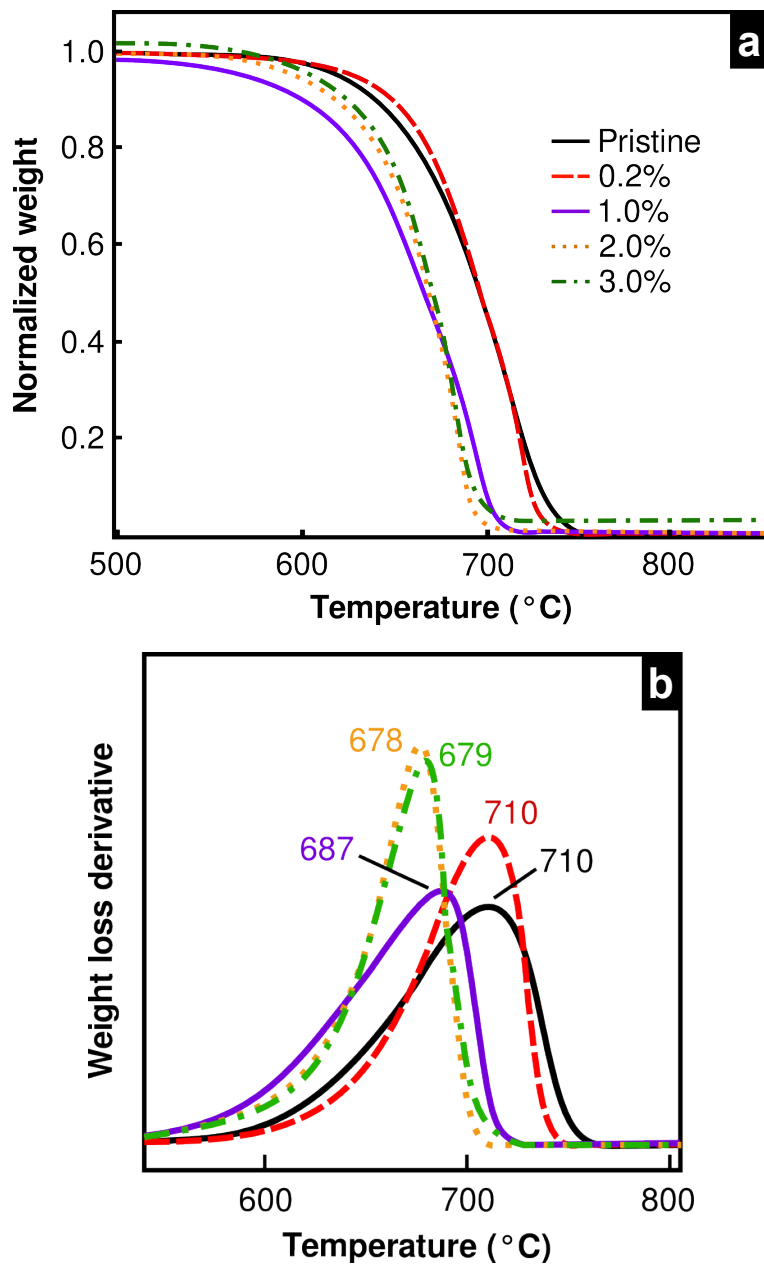 a
1.0
0.8
0.6
0.4
0.2
Normalized weight
Pristine
0.2%
1.0%
2.0%
3.0%
500 600 700 800
Temperature (°C)
b
678 679
710
687 710
Weight loss derivative
600 700 800
Temperature (°C)